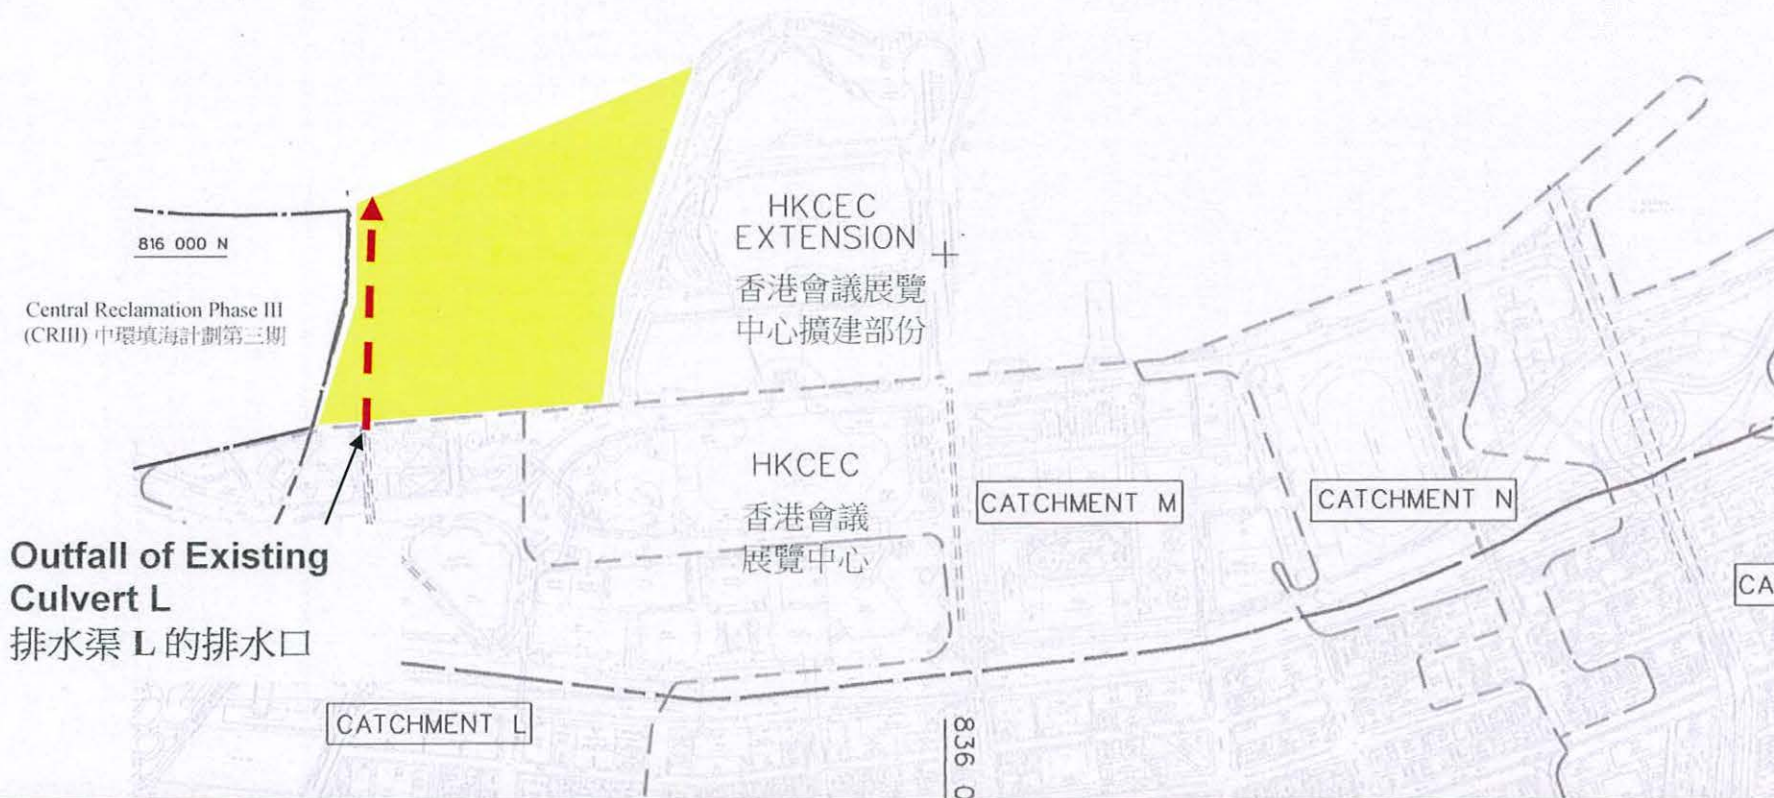 816 000 N
Central Reclamation Phase III
(CRIII) 中環填海計劃第三期
HKCEC
EXTENSION
香港會議展覽
中心擴建部份
HKCEC
香港會議
展覽中心
CATCHMENT M
CATCHMENT N
CA
Outfall of Existing
Culvert L
排水渠 L 的排水口
CATCHMENT L
836 0